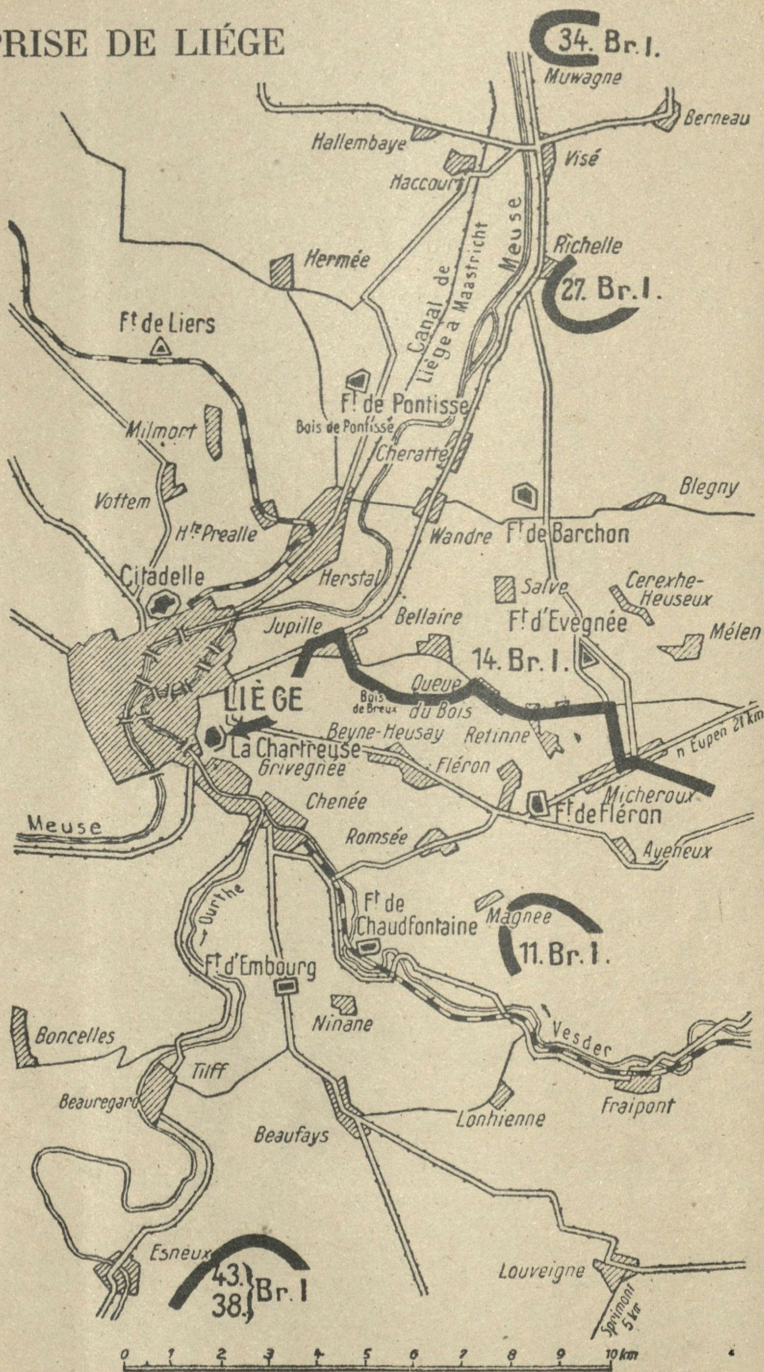 PRISE DE LIÉGE
34. Br. I.
Muwagne
Berneau
Hallembaye
Visé
Haccourt
Meuse
Richelle
Canal de
Liége a Maastricht
Hermée
27. Br. I.
Ft de Liers
Ft de Pontisse
Bois de Pontisse
Milmort
Cheratte
Vottem
Blegny
Hte Prealle
Wandre
Ft de Barchon
Citadelle
Herstal
Salve
Cerexhe-
Heuseux
Jupille
Bellaire
Ft d'Evegnée
Mélen
14. Br. I.
LIÈGE
Bois
de Breux
Queue
du Bois
Retinne
n Eupen 21 km
La Chartreuse
Beyne-Heusay
Grivegnée
Fléron
Micheroux
Chenée
Ft de Fléron
Meuse
Romsée
Ayeneux
Ourthe
Ft de
Chaudfontaine
Magnee
11. Br. I.
Ft d'Embourg
Ninane
Vesder
Boncelles
Tilff
Beauregard
Lonhienne
Fraipont
Beaufays
Esneux
43.
38.
Br. I
Louveigne
Sprimont
5 km
0 1 2 3 4 5 6 7 8 9 10 km